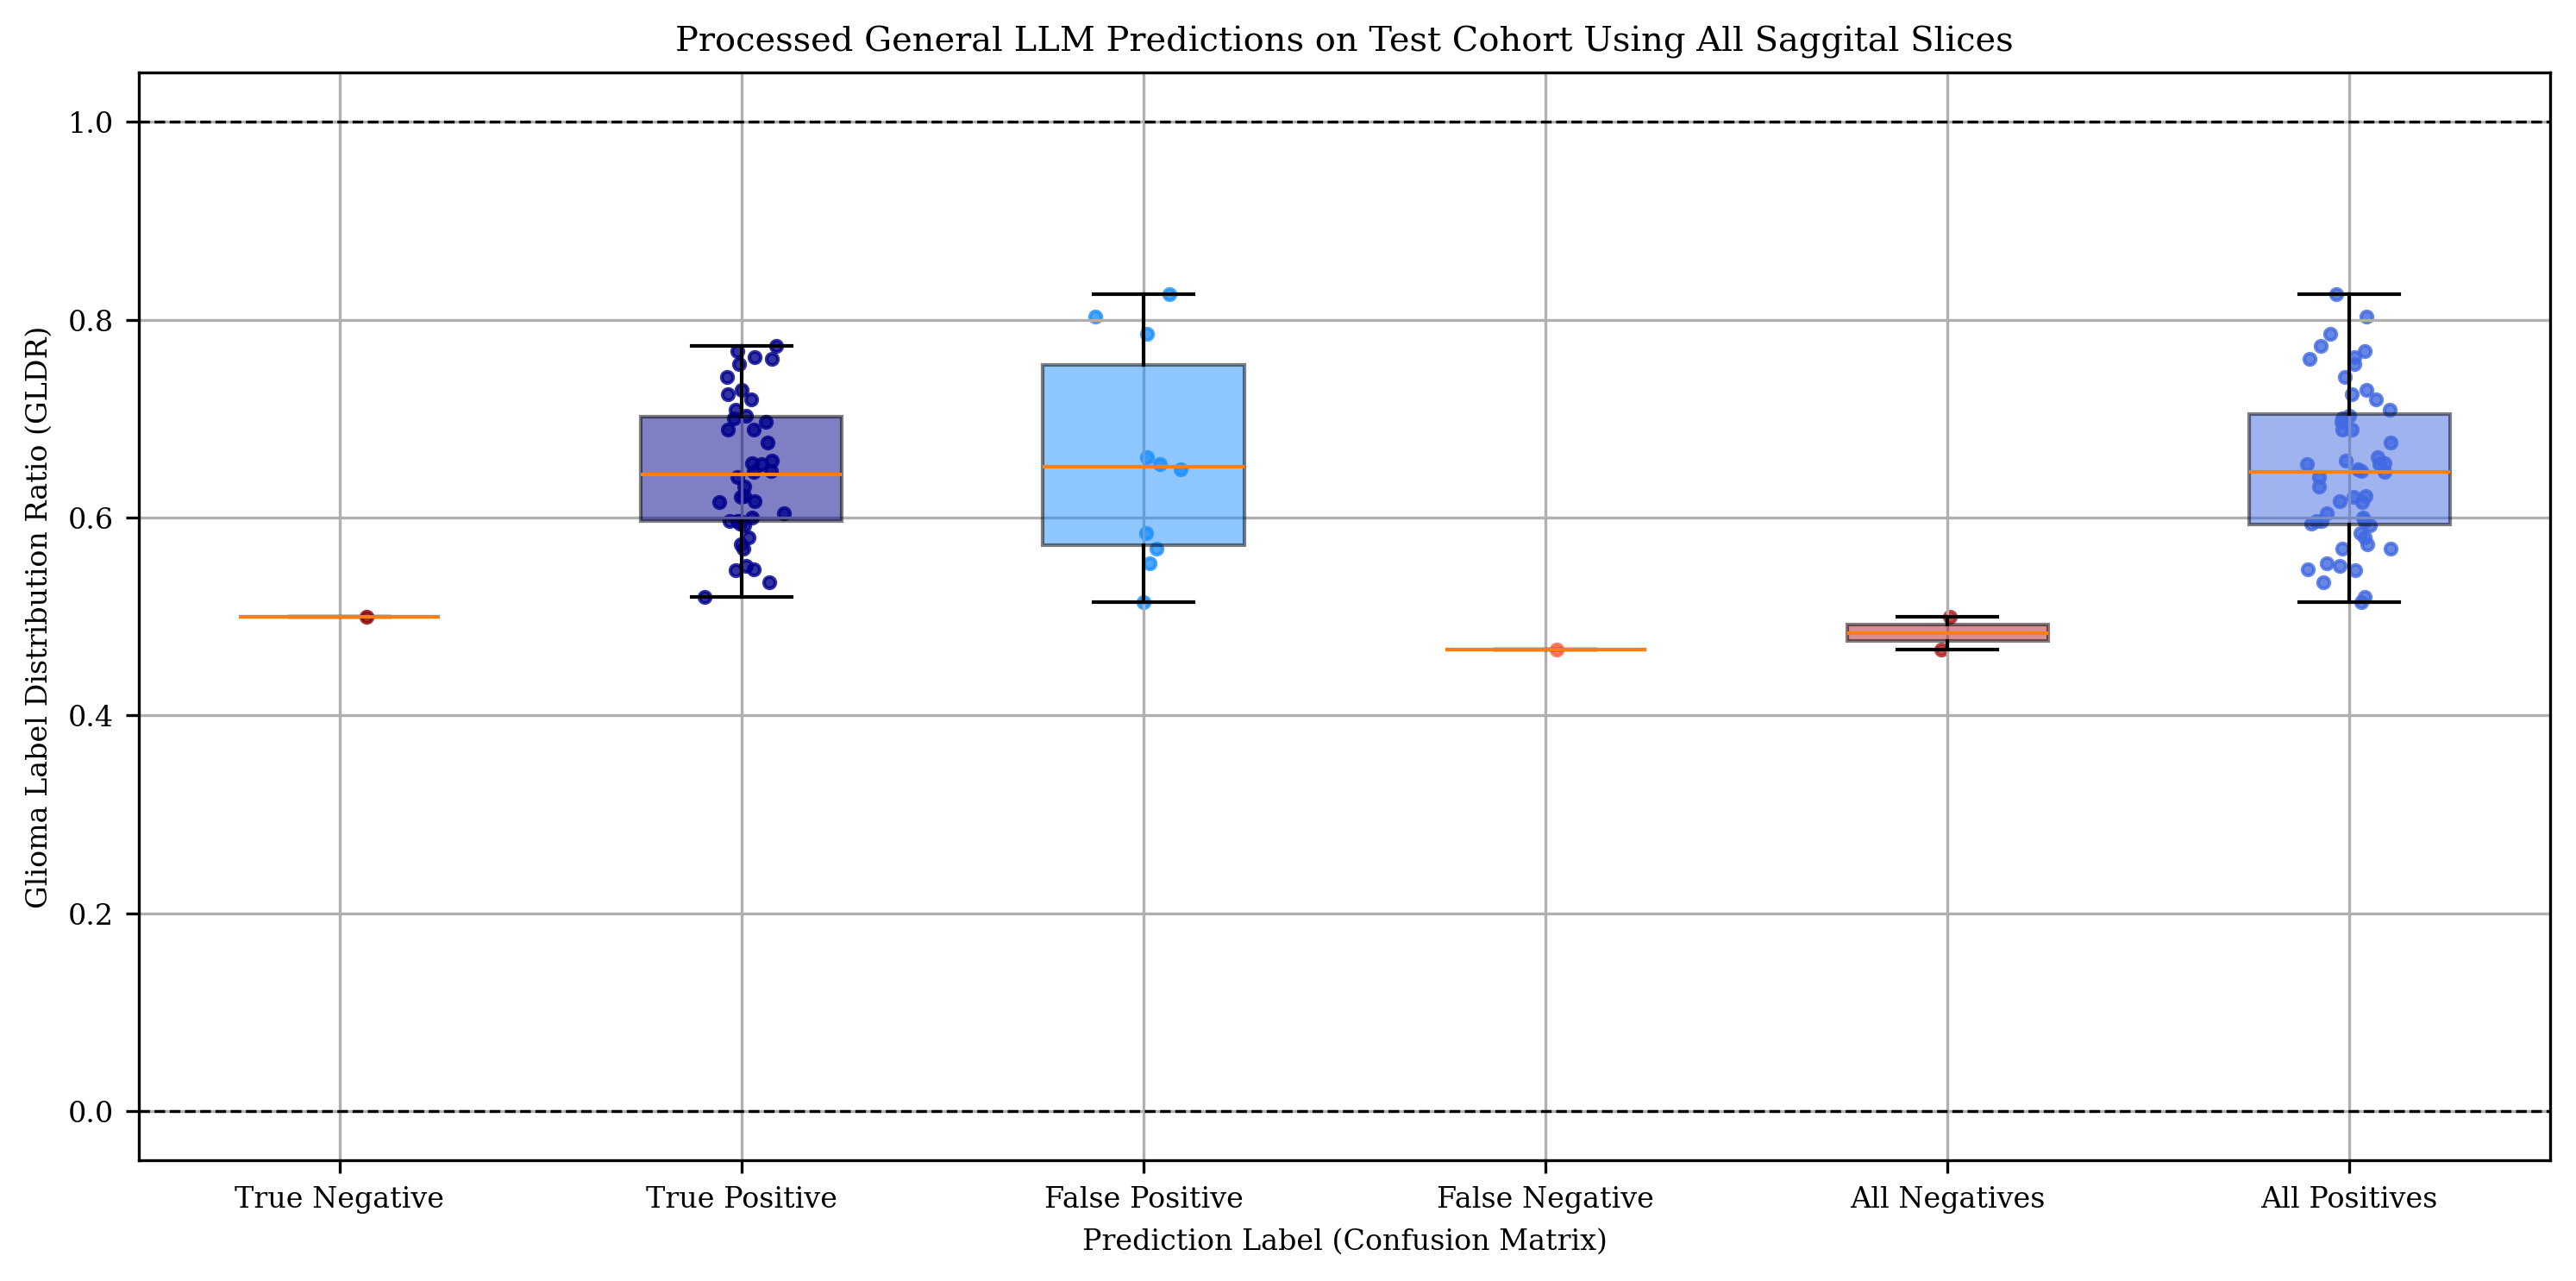 Processed General LLM Predictions on Test Cohort Using All Saggital Slices
Glioma Label Distribution Ratio (GLDR)
1.0
0.8
0.6
0.4
0.2
0.0
True Negative
True Positive
False Positive
False Negative
All Negatives
All Positives
Prediction Label (Confusion Matrix)